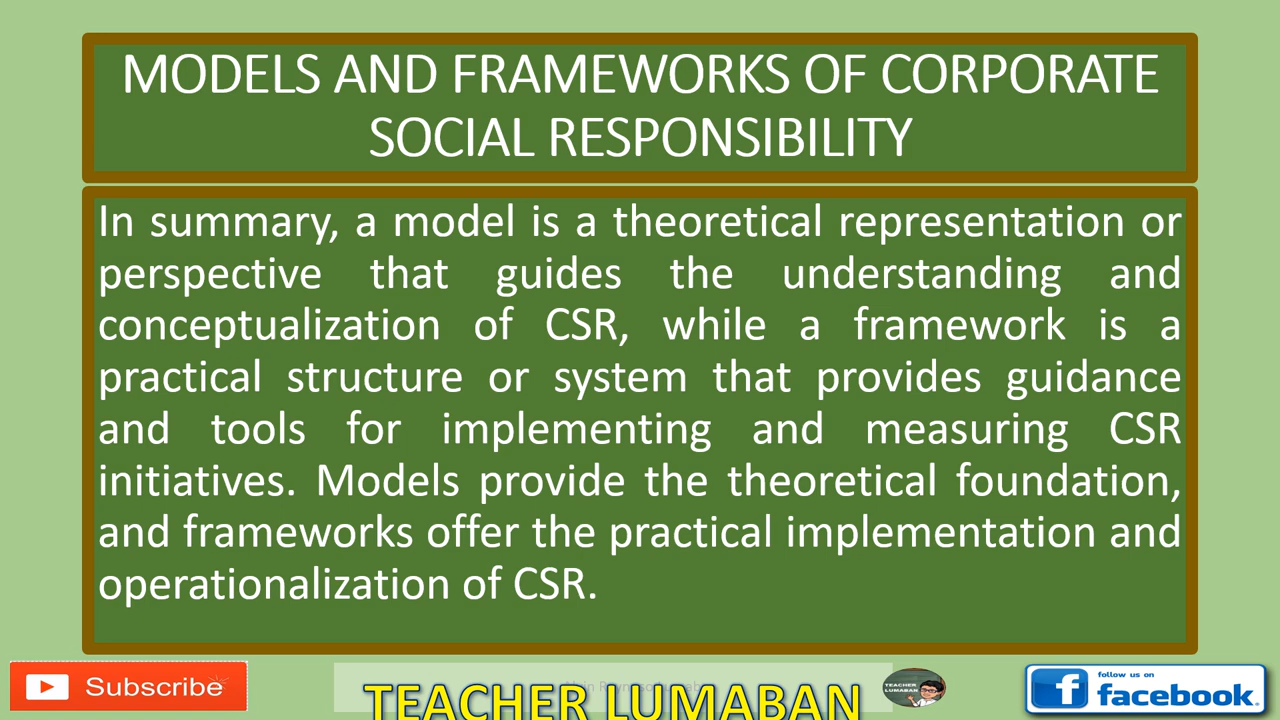 MODELS AND FRAMEWORKS OF CORPORATE
SOCIAL RESPONSIBILITY
In summary, a model is a theoretical representation or
perspective that guides the understanding and
conceptualization of CSR, while a framework is a
practical structure or system that provides guidance
and tools for implementing and measuring CSR
initiatives. Models provide the theoretical foundation,
and frameworks offer the practical implementation and
operationalization of CSR.
Subscribe
TEACHER LUMABAN
TEACHER
LUMABAN
follow us on
facebook.